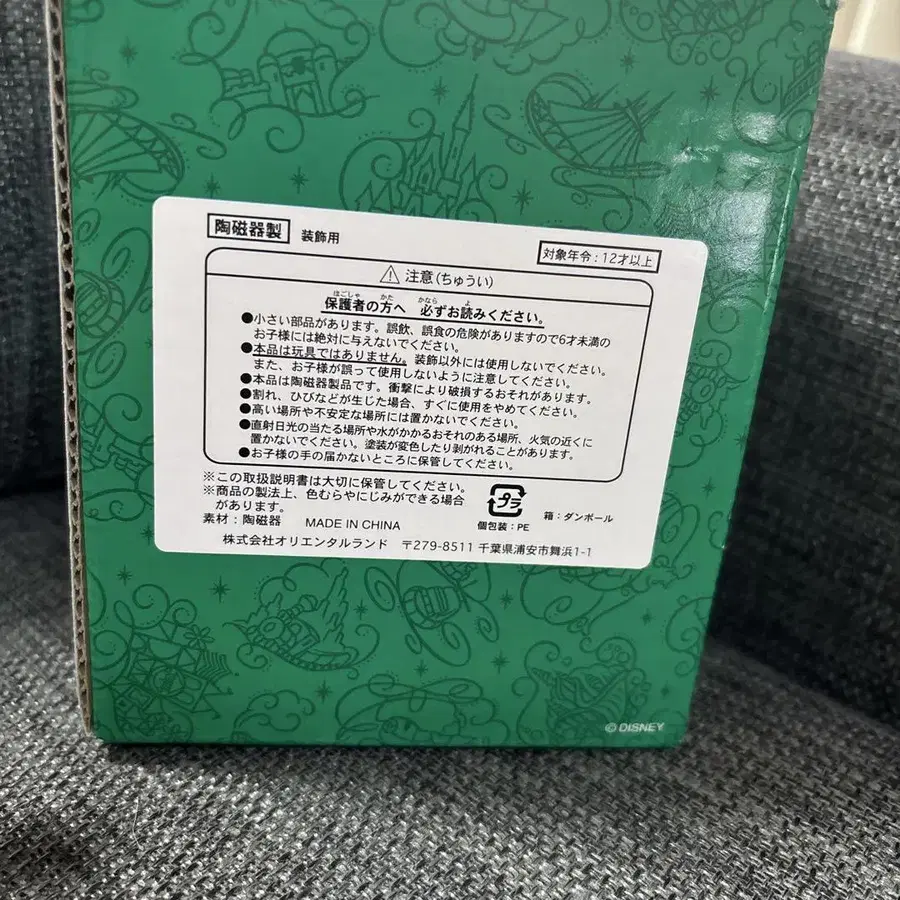 陶磁器製 装飾用
対象年令:12才以上
⚠ 注意(ちゅうい)
保護者の方へ 必ずお読みください。
ほごしゃ かた かなら よ
●小さい部品があります。誤飲、誤食の危険がありますので6才未満の
お子様には絶対に与えないでください。
●本品は玩具ではありません。装飾以外には使用しないでください。
また、お子様が誤って使用しないように注意してください。
●本品は陶磁器製品です。衝撃により破損するおそれがあります。
●割れ、ひびなどが生じた場合、すぐに使用をやめてください。
●高い場所や不安定な場所には置かないでください。
●直射日光の当たる場所や水がかかるおそれのある場所、火気の近くに
置かないでください。塗装が変色したり剥がれることがあります。
●お子様の手の届かないところに保管してください。
※この取扱説明書は大切に保管してください。
※商品の製法上、色むらやにじみができる場合
があります。
素材:陶磁器 MADE IN CHINA
プラ
個包装:PE
箱:ダンボール
株式会社オリエンタルランド 〒279-8511 千葉県浦安市舞浜1-1
© DISNEY